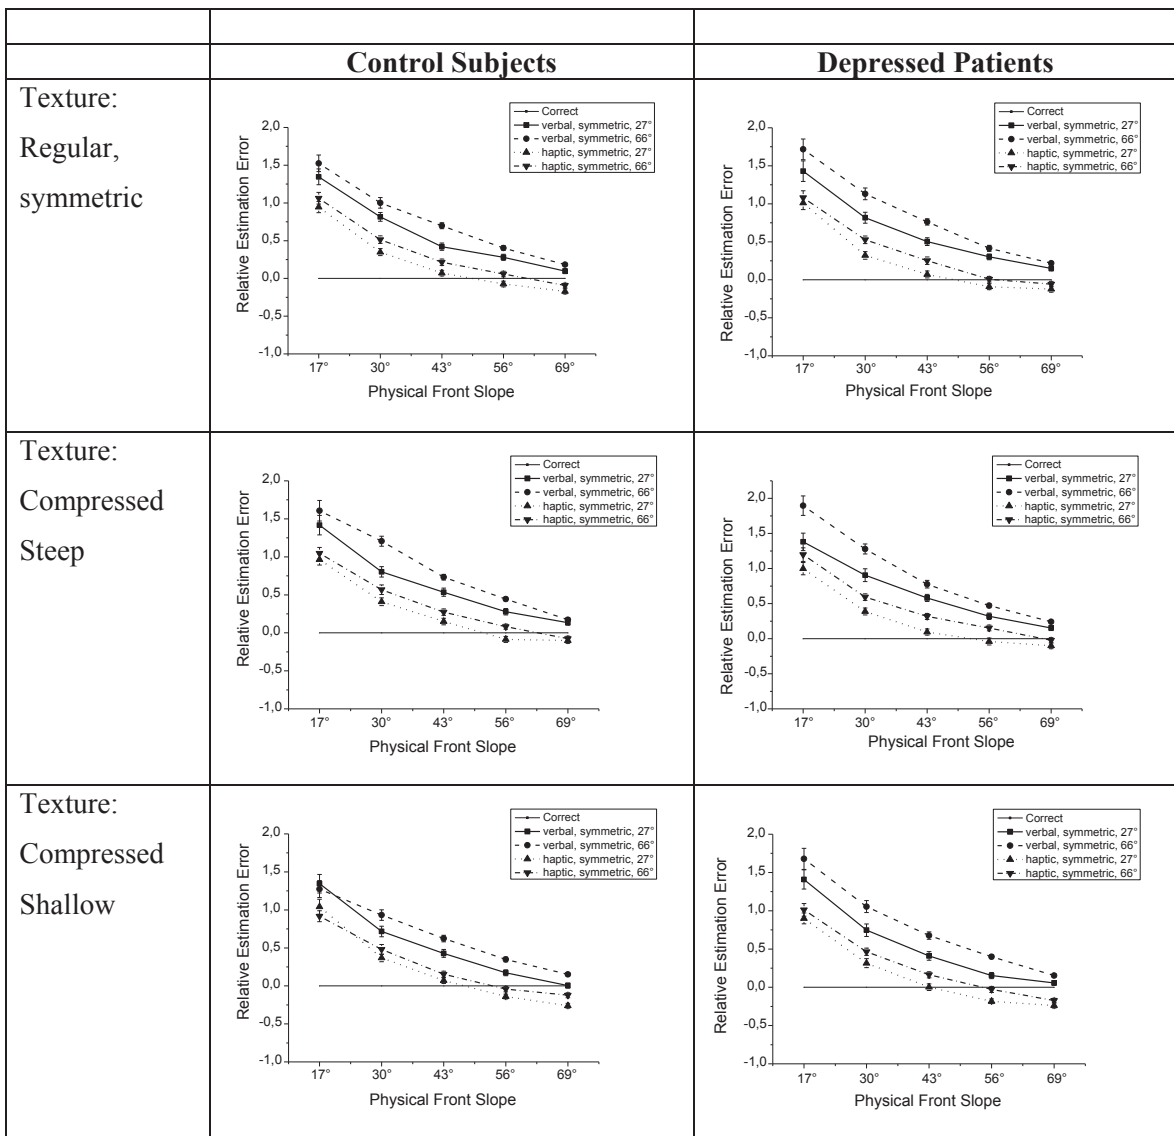 Control Subjects
Depressed Patients
Texture:
Regular,
symmetric
Correct
verbal, symmetric, 27°
verbal, symmetric, 66°
haptic, symmetric, 27°
haptic, symmetric, 66°
Relative Estimation Error
2,0
1,5
1,0
0,5
0,0
-0,5
-1,0
17° 30° 43° 56° 69°
Physical Front Slope
Correct
verbal, symmetric, 27°
verbal, symmetric, 66°
haptic, symmetric, 27°
haptic, symmetric, 66°
Relative Estimation Error
2,0
1,5
1,0
0,5
0,0
-0,5
-1,0
17° 30° 43° 56° 69°
Physical Front Slope
Texture:
Compressed
Steep
Correct
verbal, symmetric, 27°
verbal, symmetric, 66°
haptic, symmetric, 27°
haptic, symmetric, 66°
Relative Estimation Error
2,0
1,5
1,0
0,5
0,0
-0,5
-1,0
17° 30° 43° 56° 69°
Physical Front Slope
Correct
verbal, symmetric, 27°
verbal, symmetric, 66°
haptic, symmetric, 27°
haptic, symmetric, 66°
Relative Estimation Error
2,0
1,5
1,0
0,5
0,0
-0,5
-1,0
17° 30° 43° 56° 69°
Physical Front Slope
Texture:
Compressed
Shallow
Correct
verbal, symmetric, 27°
verbal, symmetric, 66°
haptic, symmetric, 27°
haptic, symmetric, 66°
Relative Estimation Error
2,0
1,5
1,0
0,5
0,0
-0,5
-1,0
17° 30° 43° 56° 69°
Physical Front Slope
Correct
verbal, symmetric, 27°
verbal, symmetric, 66°
haptic, symmetric, 27°
haptic, symmetric, 66°
Relative Estimation Error
2,0
1,5
1,0
0,5
0,0
-0,5
-1,0
17° 30° 43° 56° 69°
Physical Front Slope